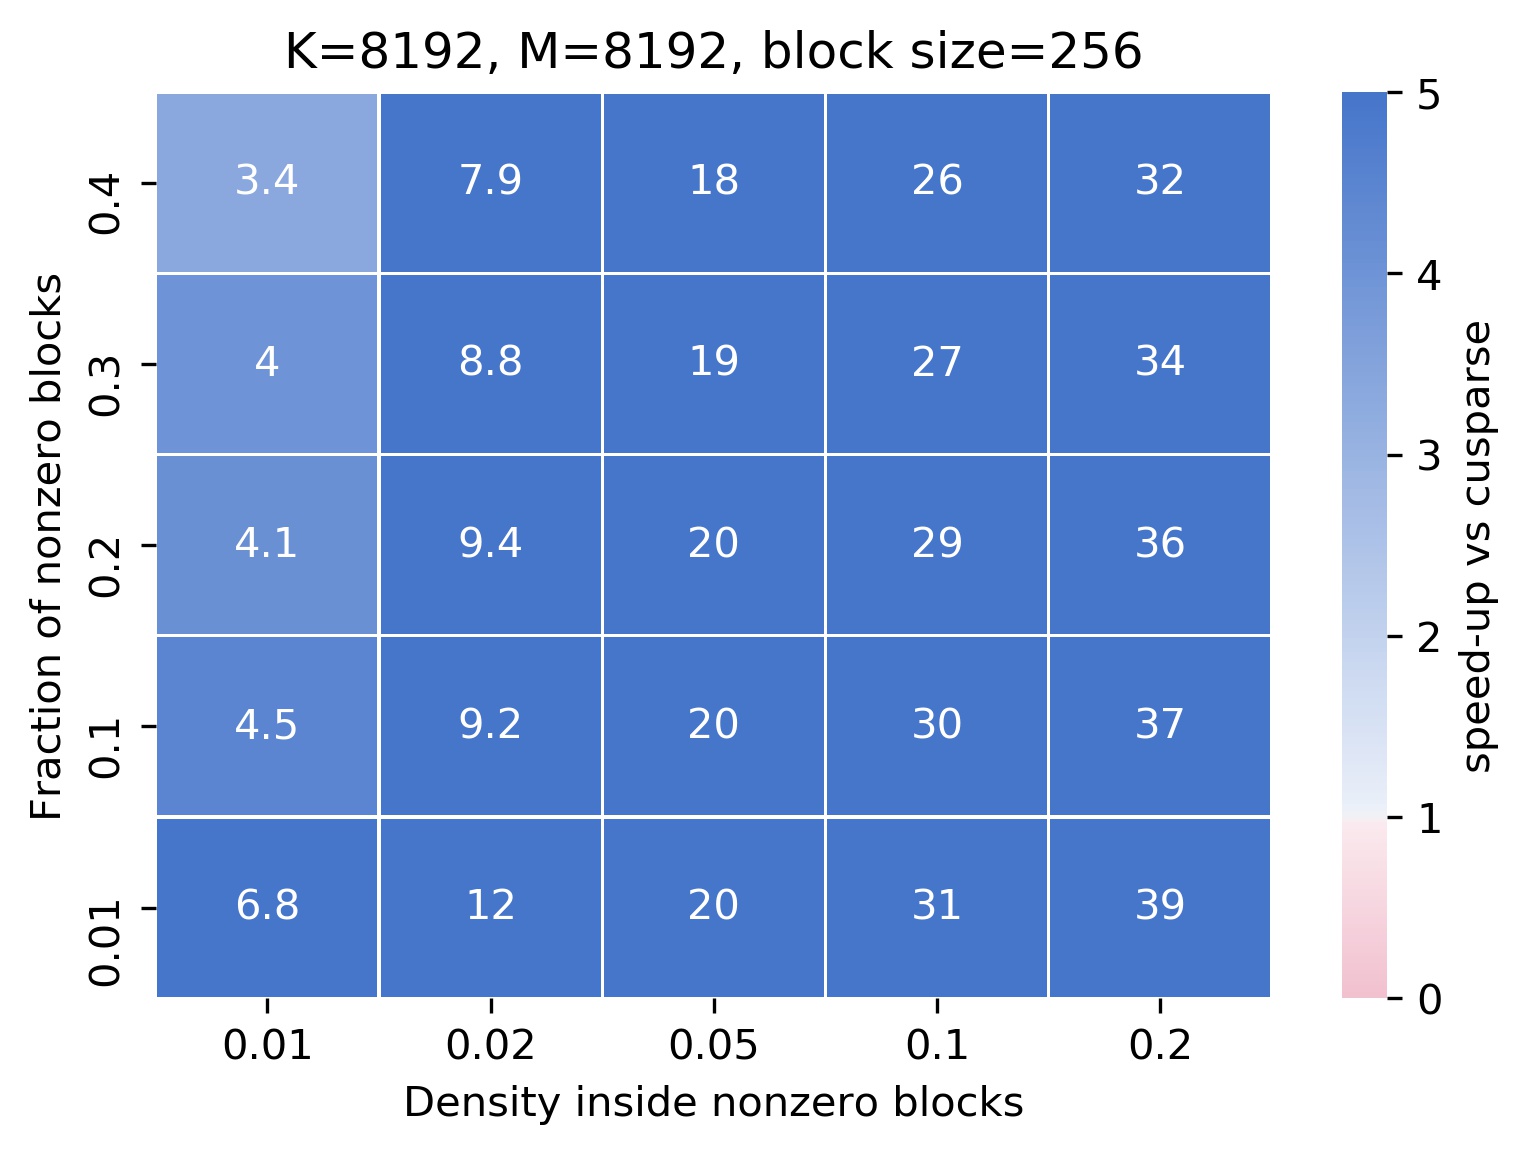 K=8192, M=8192, block size=256
Fraction of nonzero blocks
0.4 3.4 7.9 18 26 32
0.3 4 8.8 19 27 34
0.2 4.1 9.4 20 29 36
0.1 4.5 9.2 20 30 37
0.01 6.8 12 20 31 39
0.01 0.02 0.05 0.1 0.2
Density inside nonzero blocks
5
4
3
2
1
0
speed-up vs cusparse